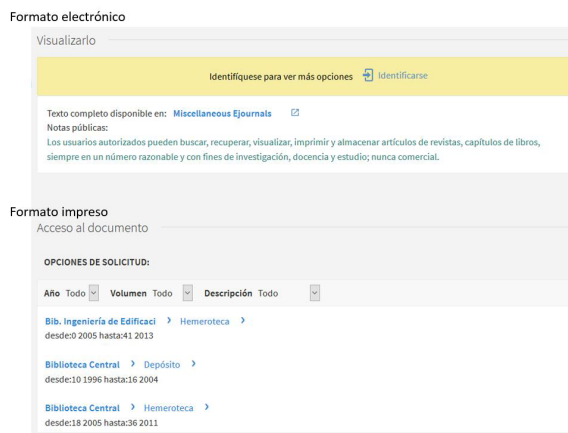 Formato electrónico
Visualizarlo
Identifíquese para ver más opciones Identificarse
Texto completo disponible en: Miscellaneous Ejournals
Notas públicas:
Los usuarios autorizados pueden buscar, recuperar, visualizar, imprimir y almacenar artículos de revistas, capítulos de libros,
siempre en un número razonable y con fines de investigación, docencia y estudio; nunca comercial.
Formato impreso
Acceso al documento
OPCIONES DE SOLICITUD:
Año Todo Volumen Todo Descripción Todo
Bib. Ingeniería de Edificaci > Hemeroteca >
desde:0 2005 hasta:41 2013
Biblioteca Central > Depósito >
desde:10 1996 hasta:16 2004
Biblioteca Central > Hemeroteca >
desde:18 2005 hasta:36 2011